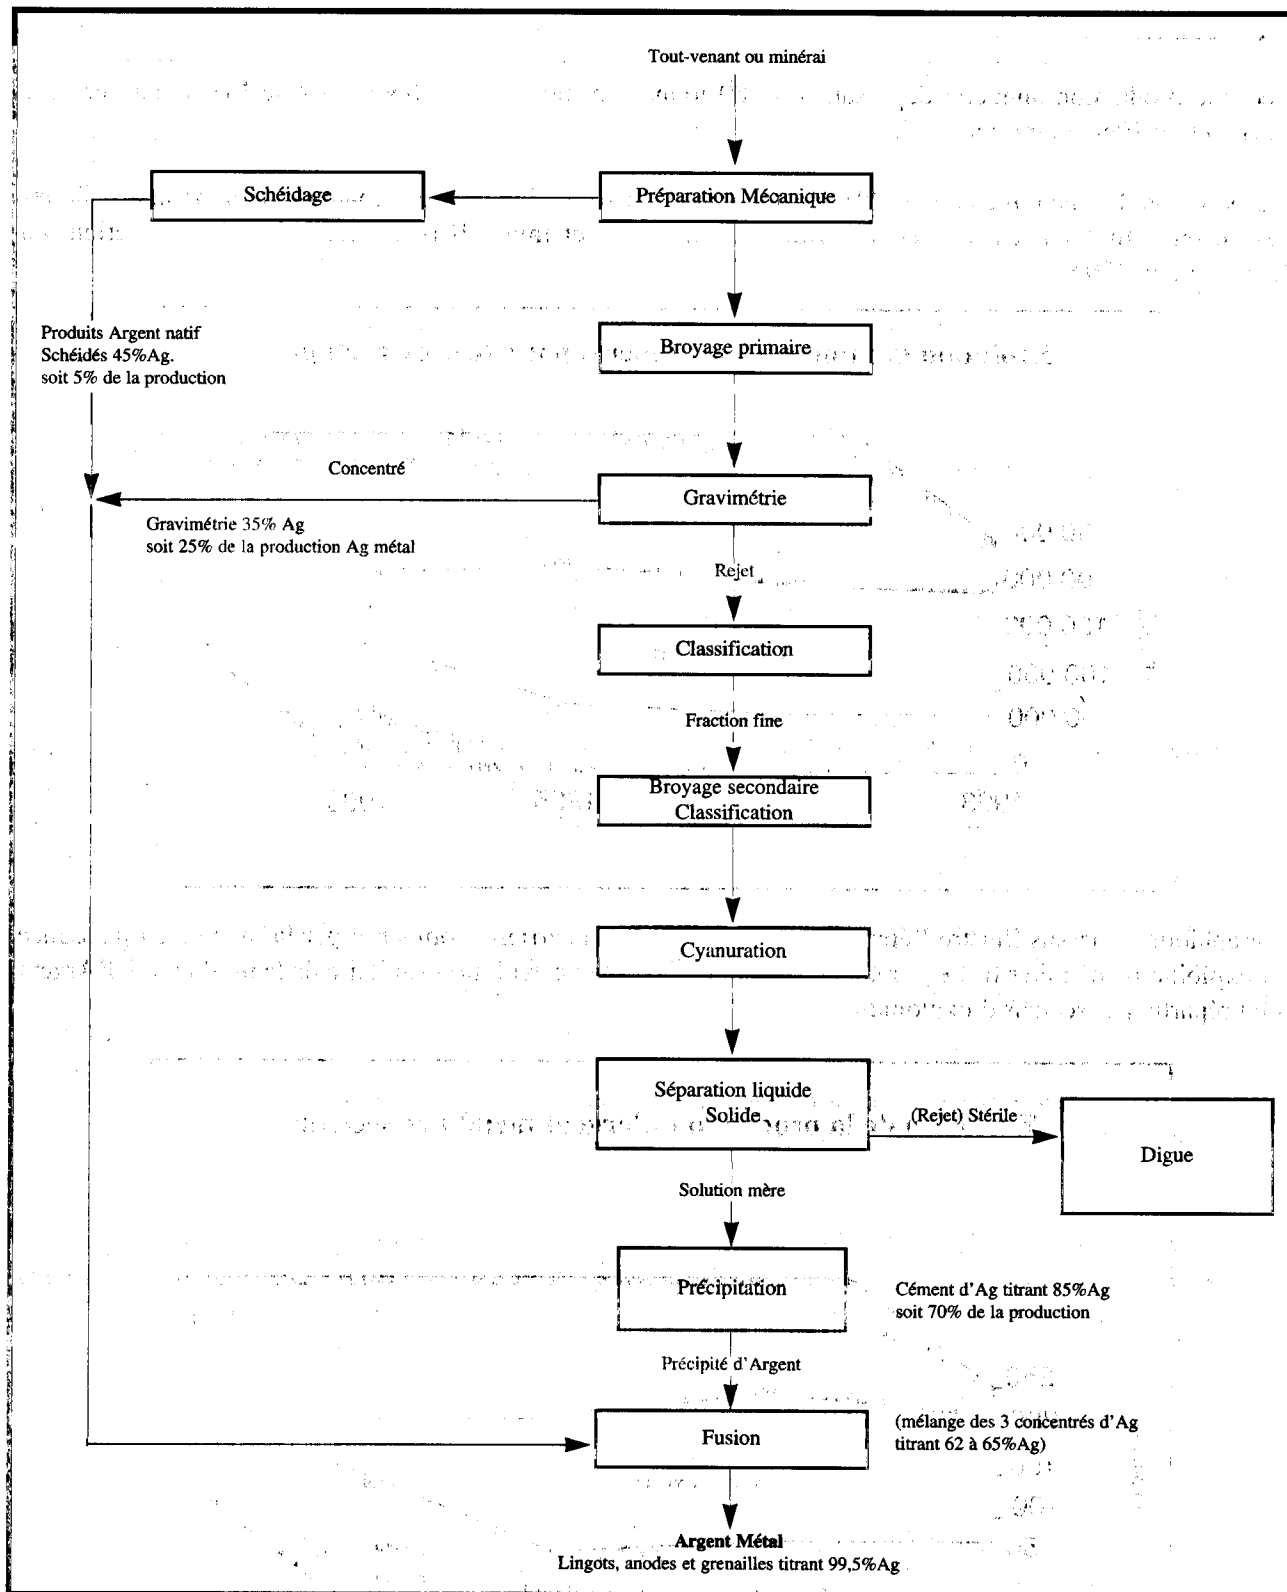 Tout-venant ou minérai
Schéidage
Préparation Mécanique
Produits Argent natif
Schéidés 45%Ag.
soit 5% de la production
Broyage primaire
Concentré
Gravimétrie
Gravimétrie 35% Ag
soit 25% de la production Ag métal
Rejet
Classification
Fraction fine
Broyage secondaire
Classification
Cyanuration
Séparation liquide
Solide
(Rejet) Stérile
Digue
Solution mère
Précipitation
Cément d'Ag titrant 85%Ag
soit 70% de la production
Précipité d'Argent
Fusion
(mélange des 3 concentrés d'Ag
titrant 62 à 65%Ag)
Argent Métal
Lingots, anodes et grenailles titrant 99,5%Ag